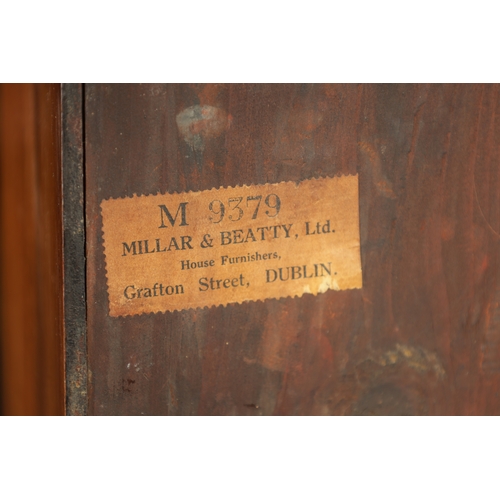 M 9379
MILLAR & BEATTY, Ltd.
House Furnishers,
Grafton Street, DUBLIN.